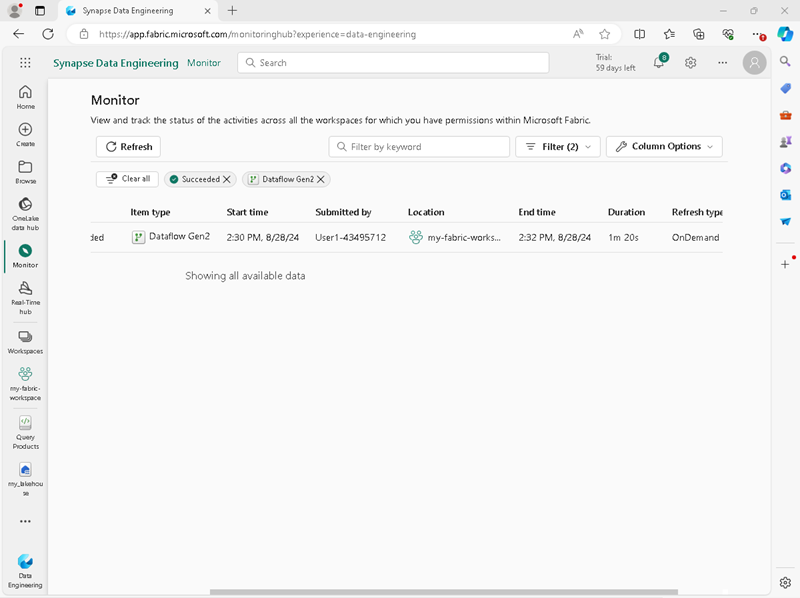 Synapse Data Engineering
https://app.fabric.microsoft.com/monitoringhub?experience=data-engineering
Synapse Data Engineering Monitor
Search
Trial:
59 days left
8
Home
Create
Browse
OneLake
data hub
Monitor
Real-Time
hub
Workspaces
my-fabric-
workspace
Query
Products
my_lakehou
se
Data
Engineering
Monitor
View and track the status of the activities across all the workspaces for which you have permissions within Microsoft Fabric.
Refresh
Filter by keyword
Filter (2)
Column Options
Clear all
Succeeded
Dataflow Gen2
Item type Start time Submitted by Location End time Duration Refresh type
ded Dataflow Gen2 2:30 PM, 8/28/24 User1-43495712 my-fabric-works... 2:32 PM, 8/28/24 1m 20s OnDemand
Showing all available data